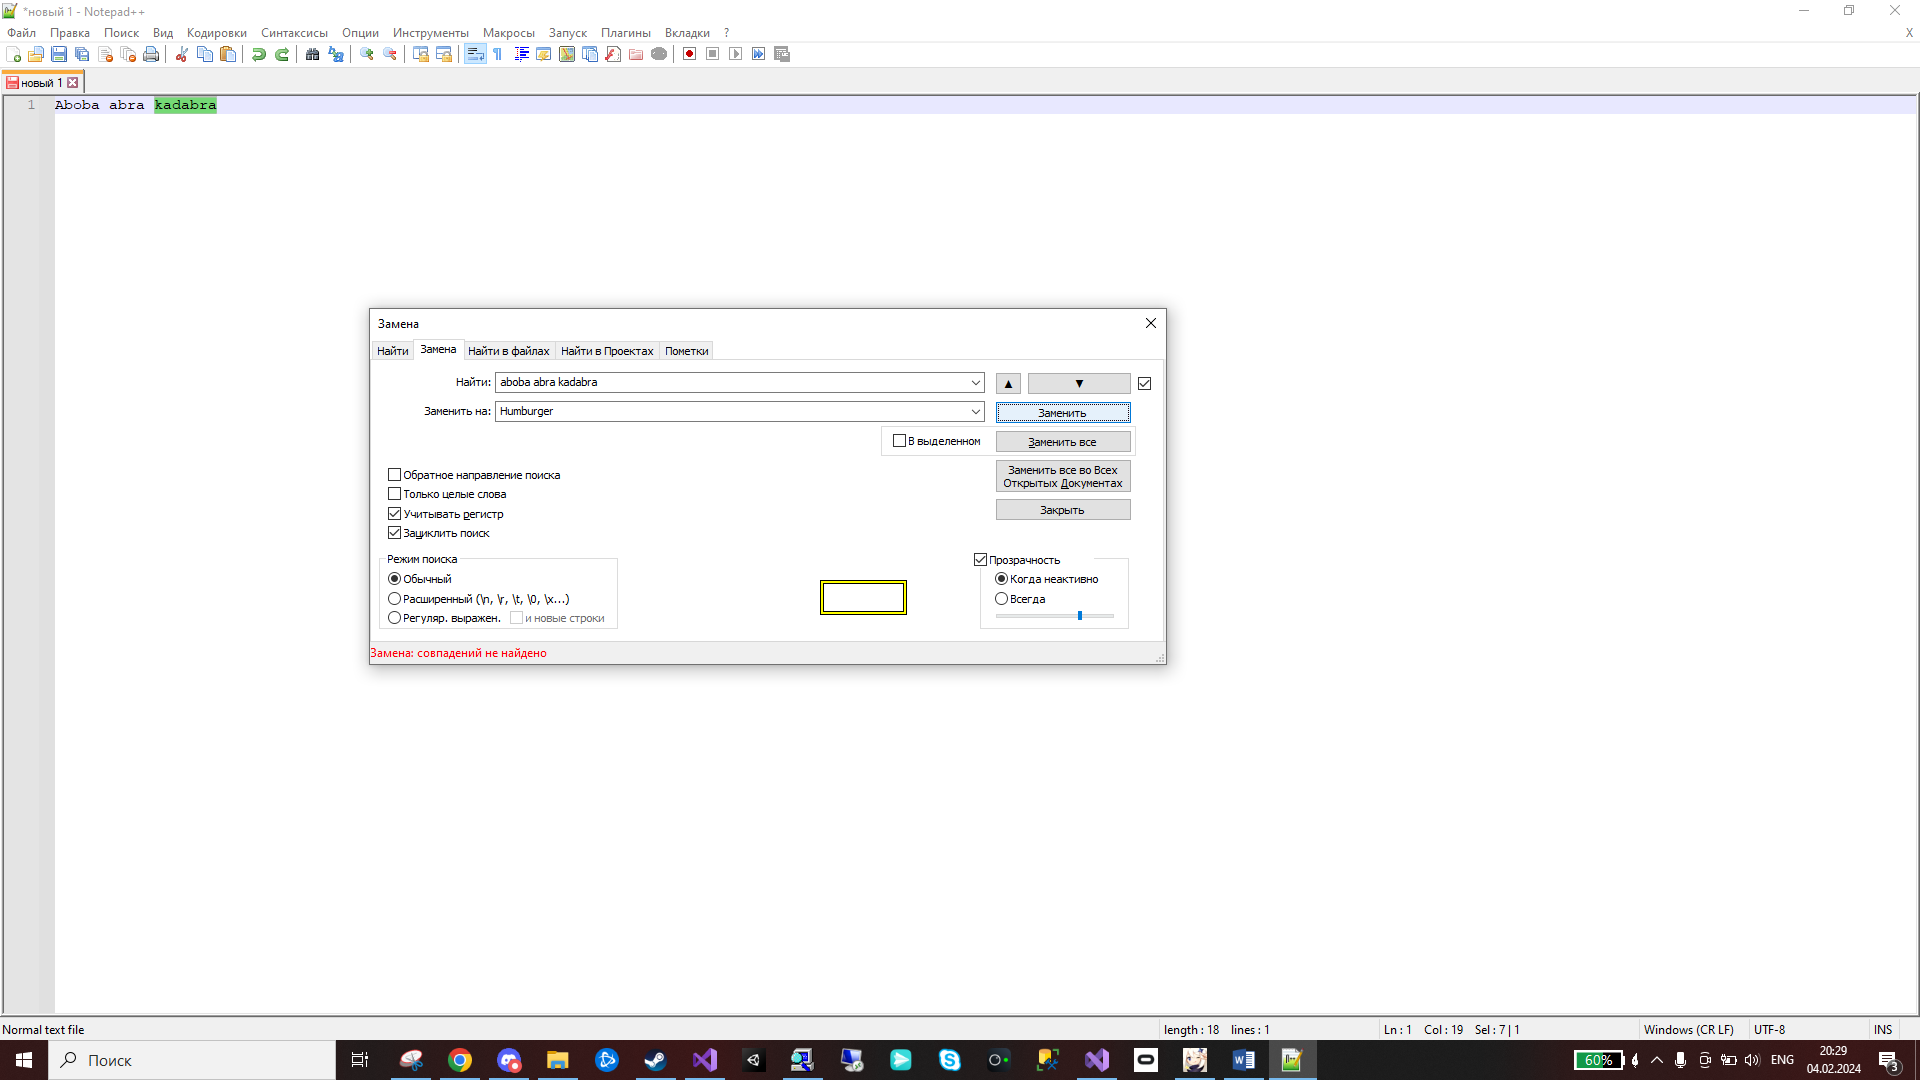 *новый 1 - Notepad++
Файл Правка Поиск Вид Кодировки Синтаксисы Опции Инструменты Макросы Запуск Плагины Вкладки ? X
новый 1
1 Aboba abra kadabra
Замена
Найти Замена Найти в файлах Найти в Проектах Пометки
Найти: aboba abra kadabra ▲ ▼
Заменить на: Humburger Заменить
В выделенном Заменить все
Заменить все во Всех
Открытых Документах
Обратное направление поиска
Только целые слова
Учитывать регистр Закрыть
Зациклить поиск
Режим поиска Прозрачность
Обычный Когда неактивно
Расширенный (\n, \r, \t, \0, \x...) Всегда
Регуляр. выражен. и новые строки
Замена: совпадений не найдено
Normal text file length : 18 lines : 1 Ln : 1 Col : 19 Sel : 7 | 1 Windows (CR LF) UTF-8 INS
Поиск 60% ENG 20:29
04.02.2024 3